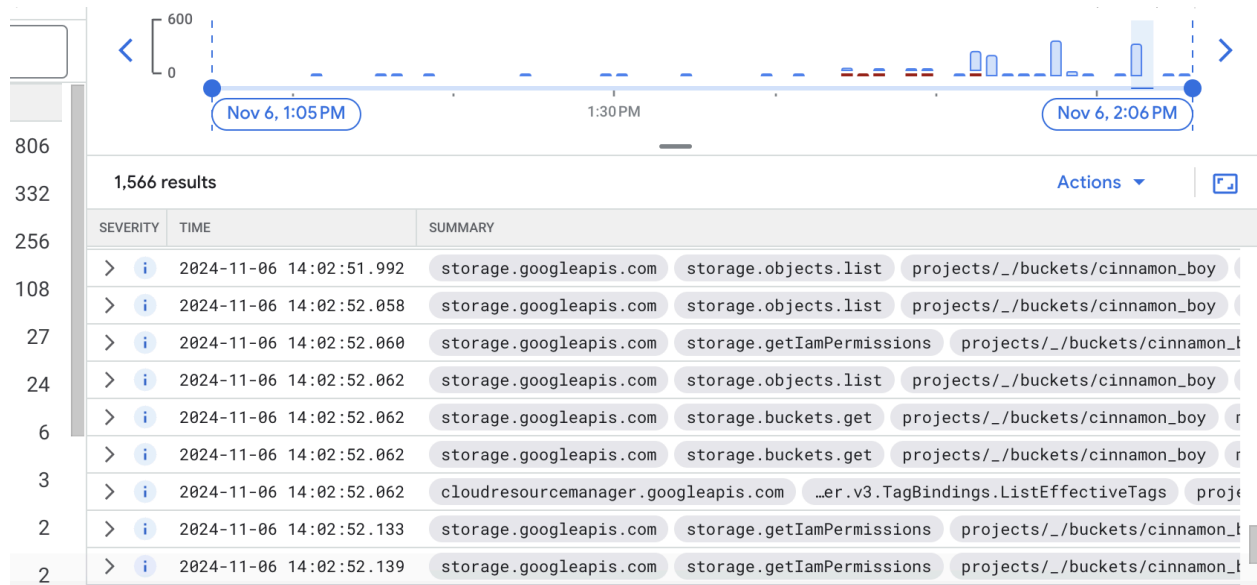 600
0
Nov 6, 1:05 PM
1:30 PM
Nov 6, 2:06 PM
806
332
256
108
27
24
6
3
2
2
1,566 results
Actions
SEVERITY TIME SUMMARY
i 2024-11-06 14:02:51.992 storage.googleapis.com storage.objects.list projects/_/buckets/cinnamon_boy
i 2024-11-06 14:02:52.058 storage.googleapis.com storage.objects.list projects/_/buckets/cinnamon_boy
i 2024-11-06 14:02:52.060 storage.googleapis.com storage.getIamPermissions projects/_/buckets/cinnamon_b
i 2024-11-06 14:02:52.062 storage.googleapis.com storage.objects.list projects/_/buckets/cinnamon_boy
i 2024-11-06 14:02:52.062 storage.googleapis.com storage.buckets.get projects/_/buckets/cinnamon_boy
i 2024-11-06 14:02:52.062 storage.googleapis.com storage.buckets.get projects/_/buckets/cinnamon_boy
i 2024-11-06 14:02:52.062 cloudresourcemanager.googleapis.com …er.v3.TagBindings.ListEffectiveTags proje
i 2024-11-06 14:02:52.133 storage.googleapis.com storage.getIamPermissions projects/_/buckets/cinnamon_b
i 2024-11-06 14:02:52.139 storage.googleapis.com storage.getIamPermissions projects/_/buckets/cinnamon_b